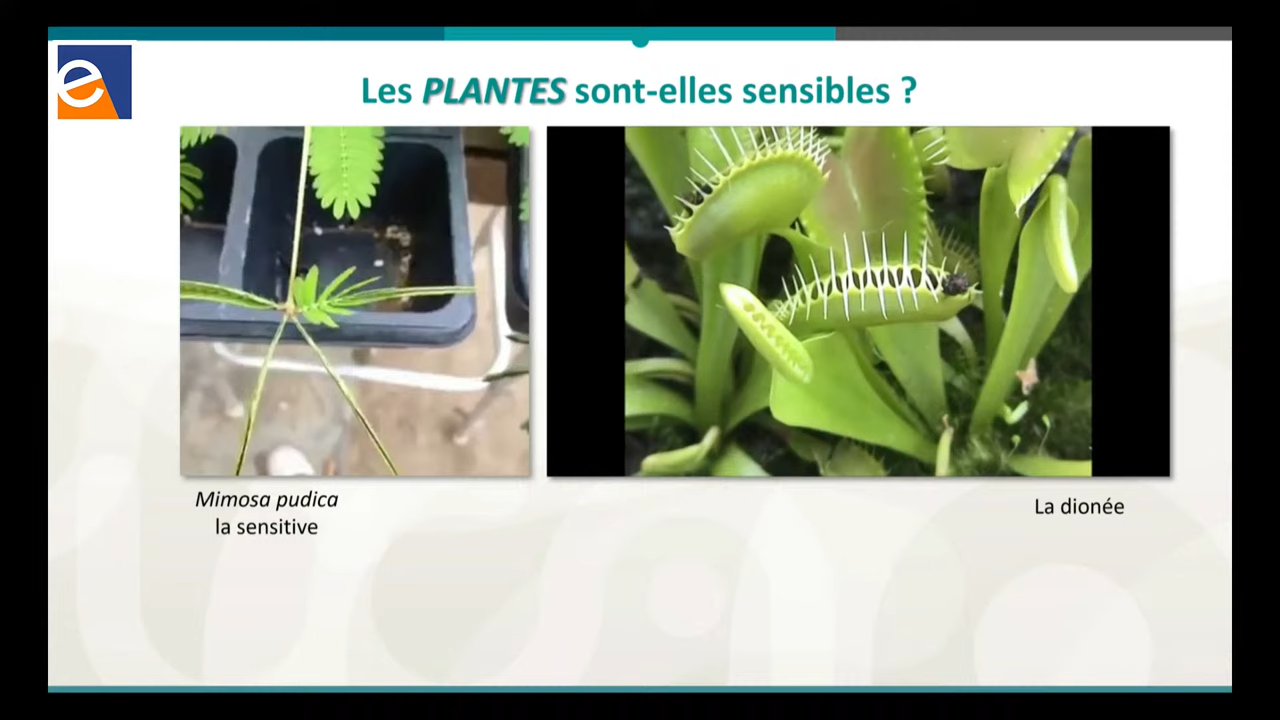 Les PLANTES sont-elles sensibles ?
Mimosa pudica
la sensitive
La dionée